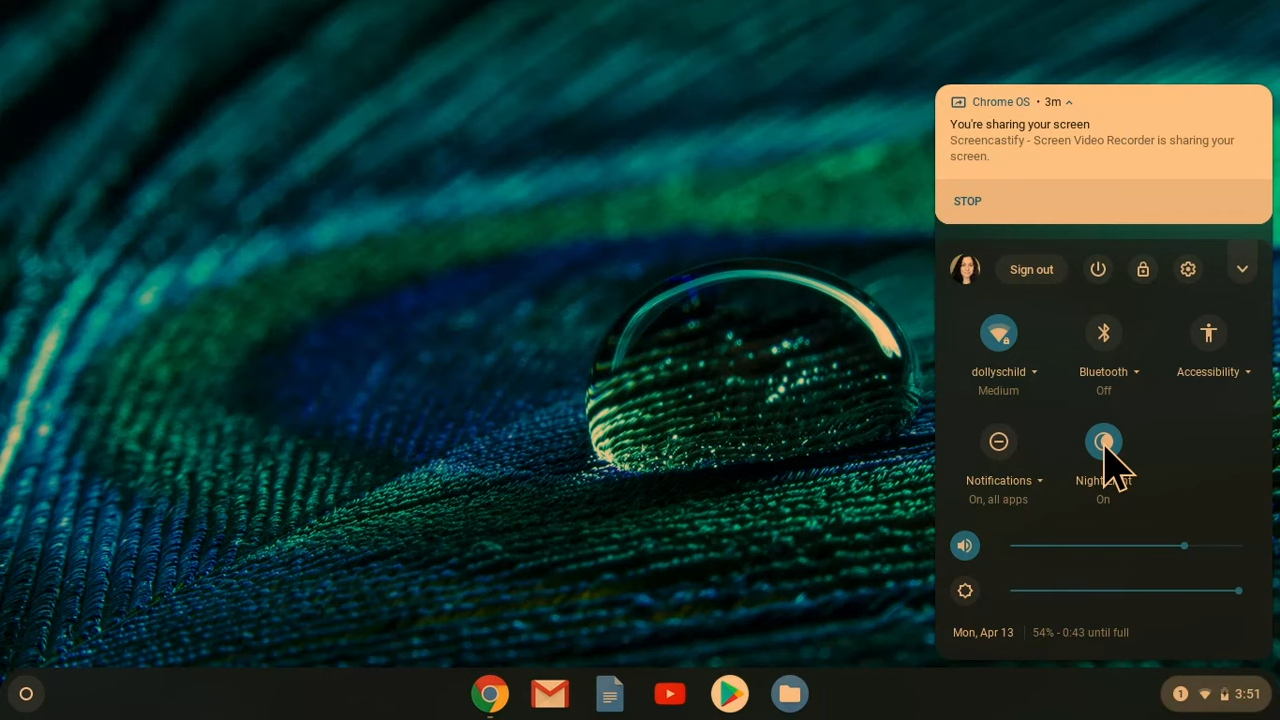 Chrome OS • 3m
You're sharing your screen
Screencastify - Screen Video Recorder is sharing your
screen.
STOP
Sign out
dollyschild
Medium
Bluetooth
Off
Accessibility
Notifications
On, all apps
On
Mon, Apr 13
54% - 0:43 until full
1
3:51